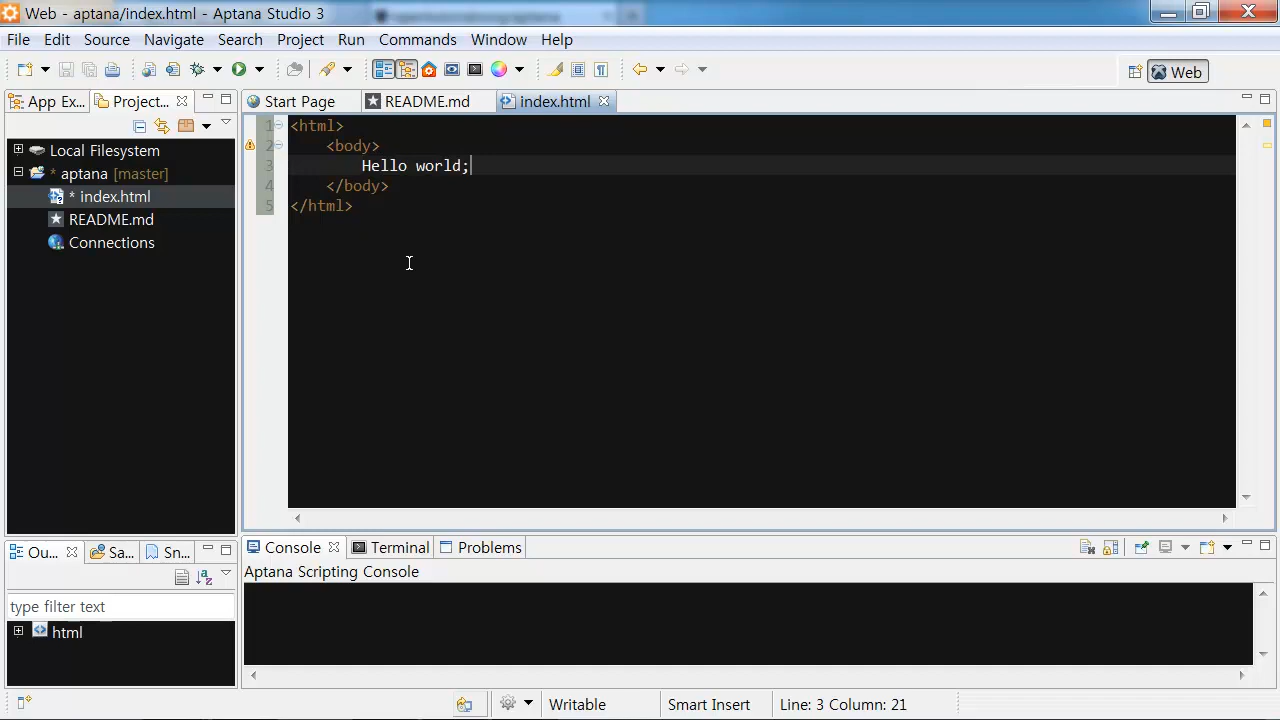 Web - aptana/index.html - Aptana Studio 3
File Edit Source Navigate Search Project Run Commands Window Help
Web
App Ex... Project...
Start Page README.md index.html
Local Filesystem
* aptana [master]
* index.html
README.md
Connections
1 <html>
2 <body>
3 Hello world;
4 </body>
5 </html>
Ou... Sa... Sn...
type filter text
html
Console Terminal Problems
Aptana Scripting Console
Writable Smart Insert Line: 3 Column: 21